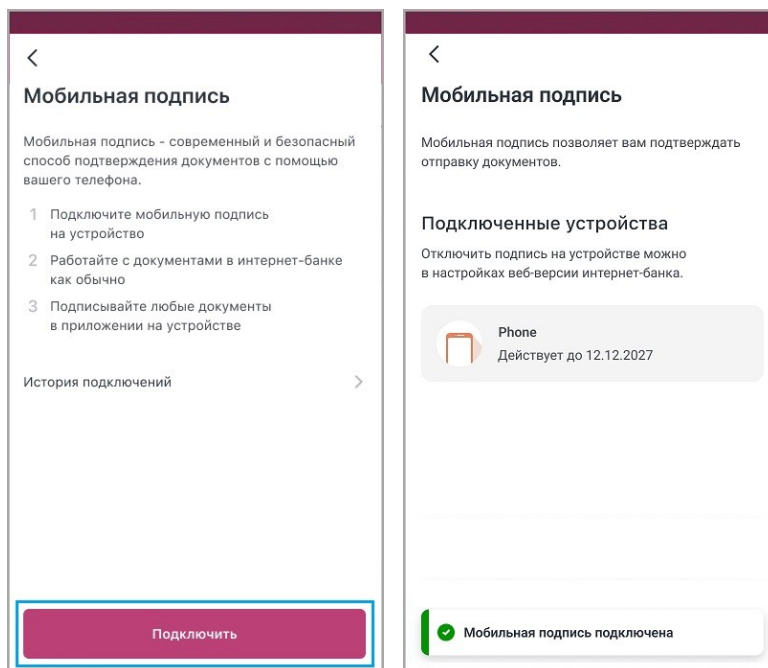 Мобильная подпись
Мобильная подпись - современный и безопасный
способ подтверждения документов с помощью
вашего телефона.
1 Подключите мобильную подпись
на устройство
2 Работайте с документами в интернет-банке
как обычно
3 Подписывайте любые документы
в приложении на устройстве
История подключений
Подключить
Мобильная подпись
Мобильная подпись позволяет вам подтверждать
отправку документов.
Подключенные устройства
Отключить подпись на устройстве можно
в настройках веб-версии интернет-банка.
Phone
Действует до 12.12.2027
Мобильная подпись подключена